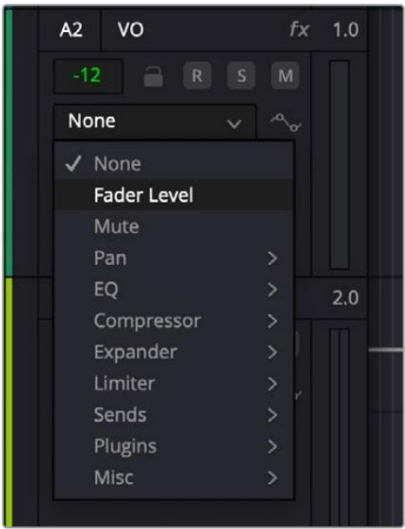 A2 VO fx 1.0
-12 R S M
None
None
Fader Level
Mute
Pan
EQ
2.0
Compressor
Expander
Limiter
Sends
Plugins
Misc